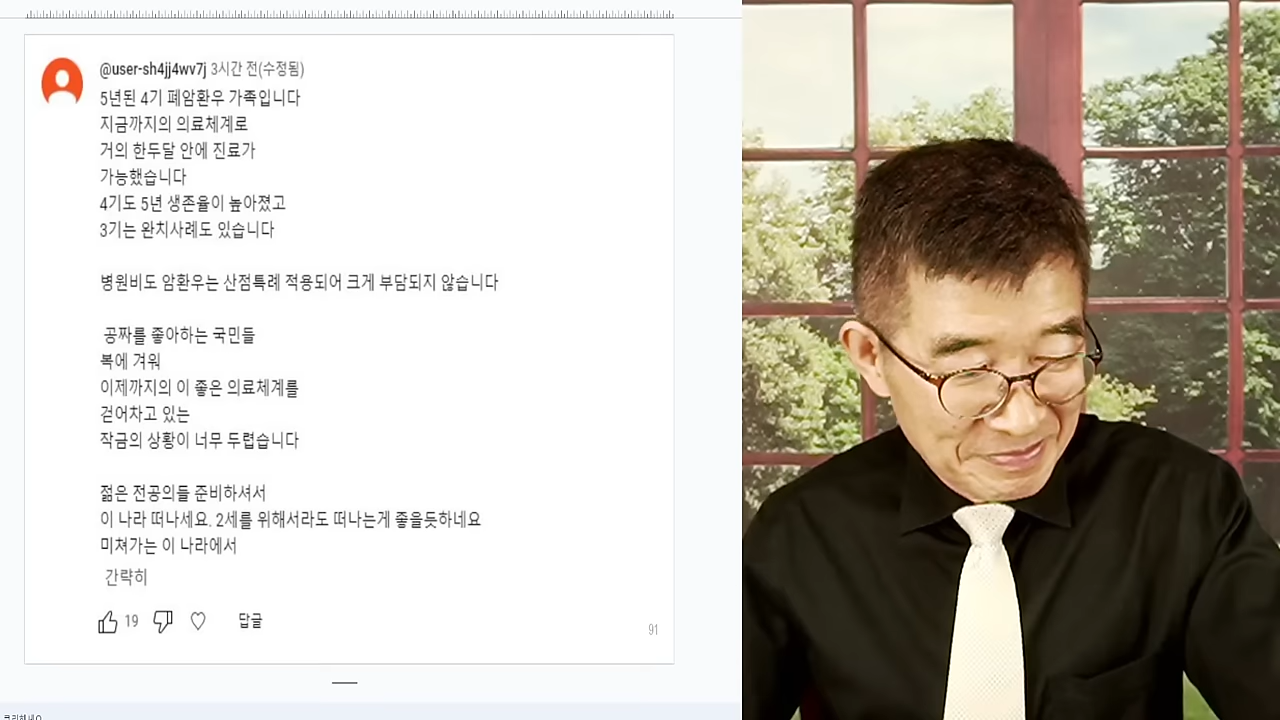 @user-sh4jj4wv7j 3시간 전(수정됨)
5년된 4기 폐암환우 가족입니다
지금까지의 의료체계로
거의 한두달 안에 진료가
가능했습니다
4기도 5년 생존율이 높아졌고
3기는 완치사례도 있습니다
병원비도 암환우는 산점특례 적용되어 크게 부담되지 않습니다
공짜를 좋아하는 국민들
복에 겨워
이제까지의 이 좋은 의료체계를
걷어차고 있는
작금의 상황이 너무 두렵습니다
젊은 전공의들 준비하셔서
이 나라 떠나세요. 2세를 위해서라도 떠나는게 좋을듯하네요
미쳐가는 이 나라에서
간략히
19 답글
91